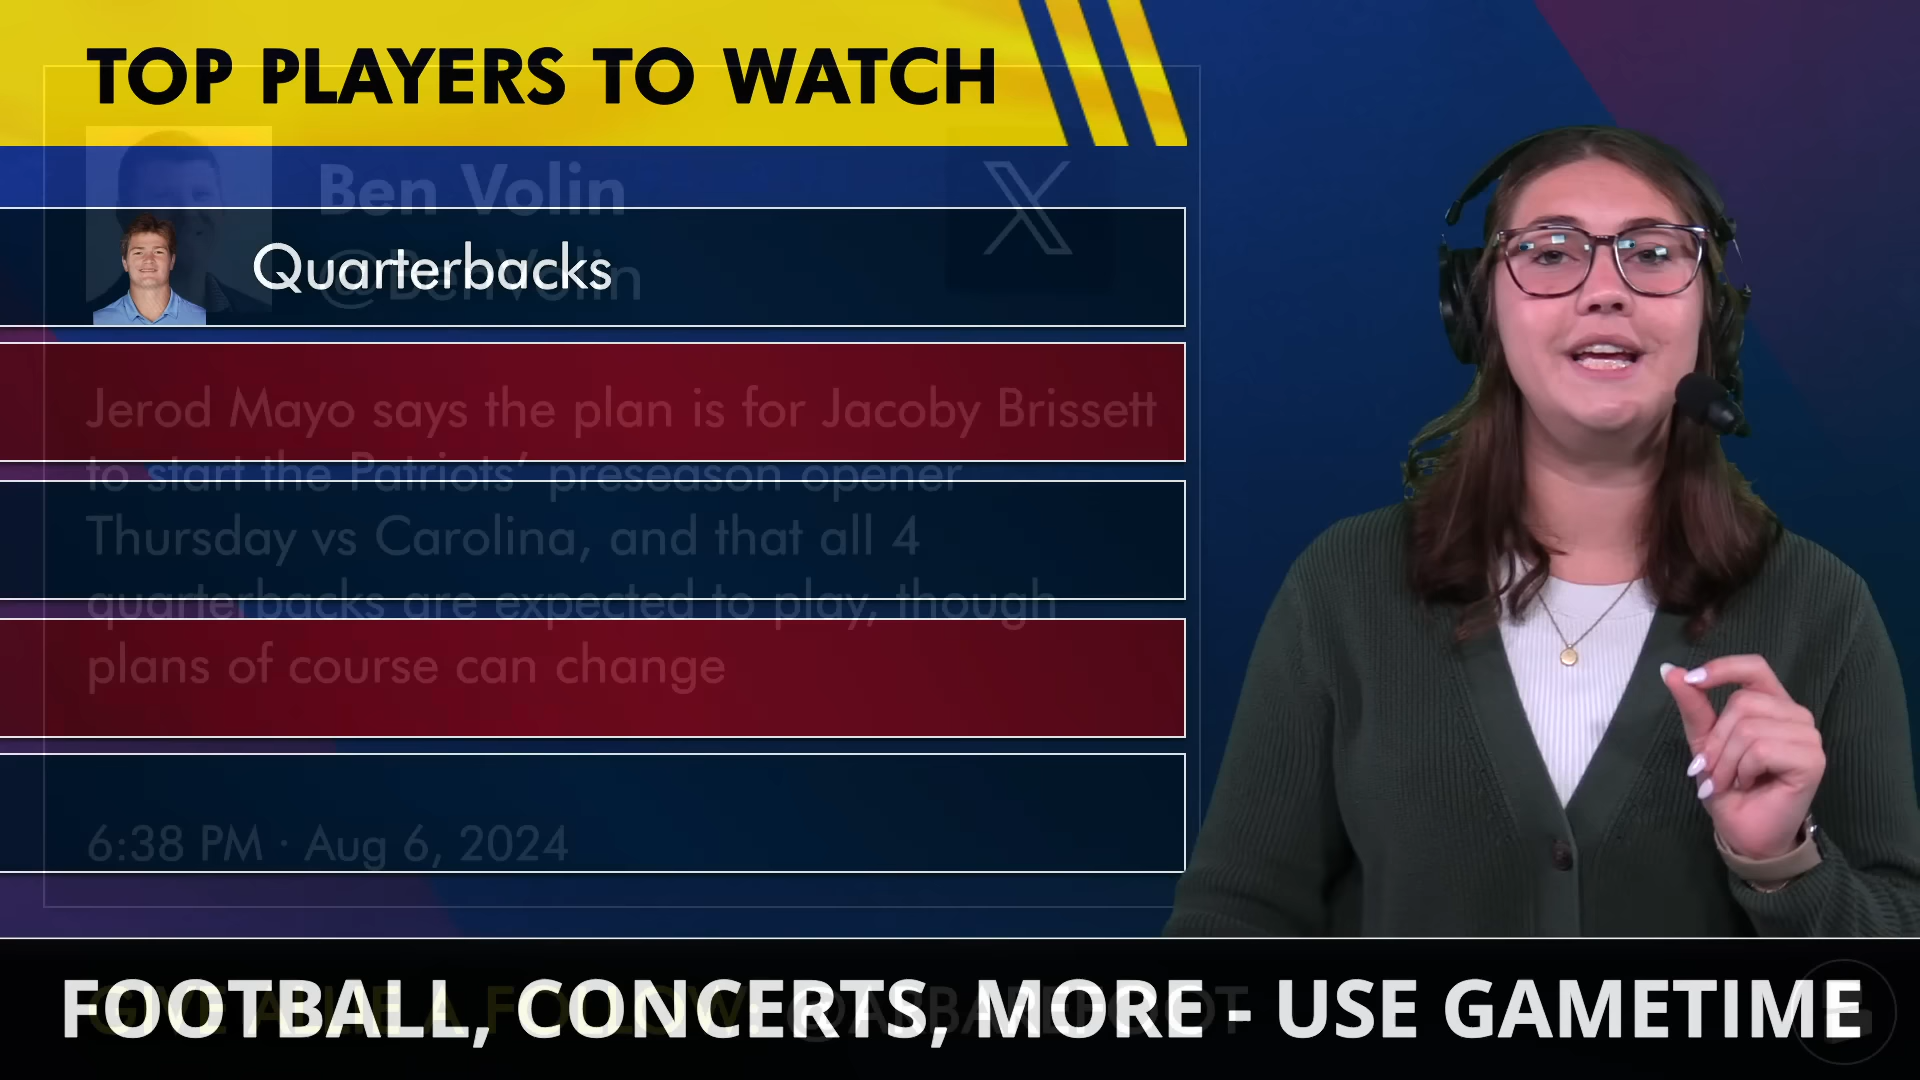 TOP PLAYERS TO WATCH
Ben Volin
@BenVolin
Quarterbacks
Jerod Mayo says the plan is for Jacoby Brissett
to start the Patriots’ preseason opener
Thursday vs Carolina, and that all 4
quarterbacks are expected to play, though
plans of course can change
6:38 PM · Aug 6, 2024
FOOTBALL, CONCERTS, MORE - USE GAMETIME